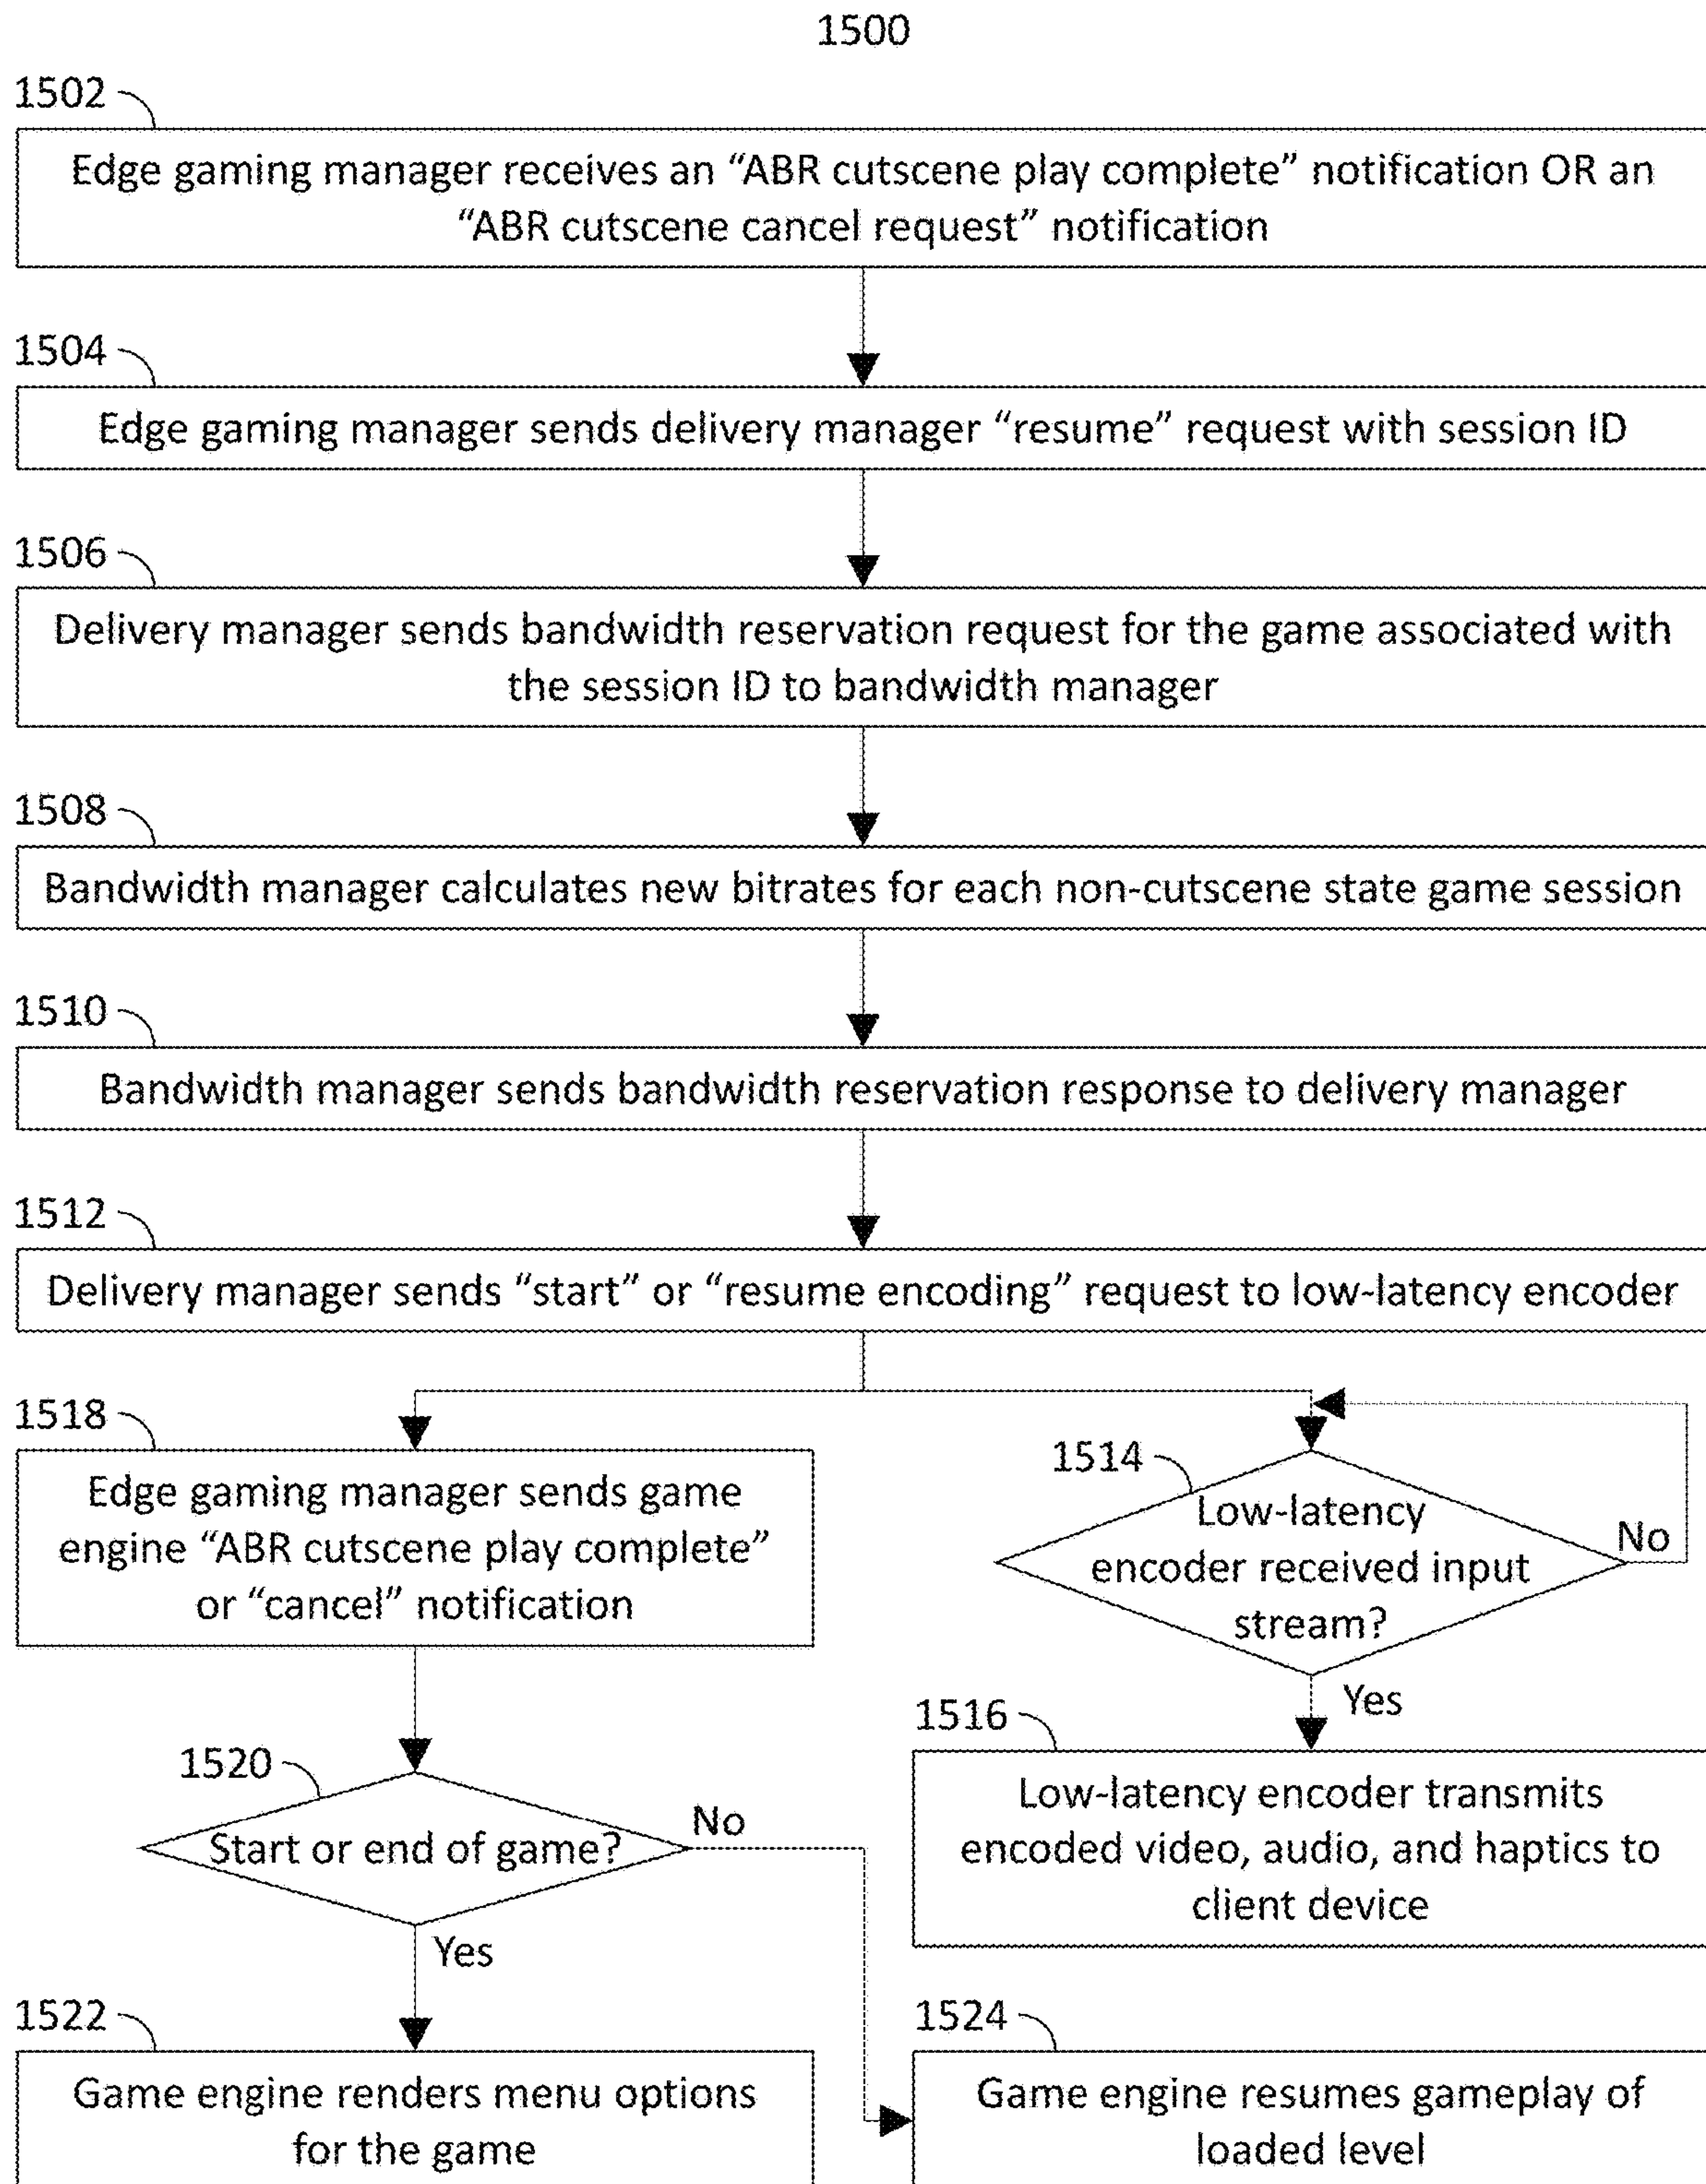 1500
1502
Edge gaming manager receives an “ABR cutscene play complete” notification OR an
“ABR cutscene cancel request” notification
1504
Edge gaming manager sends delivery manager “resume” request with session ID
1506
Delivery manager sends bandwidth reservation request for the game associated with
the session ID to bandwidth manager
1508
Bandwidth manager calculates new bitrates for each non-cutscene state game session
1510
Bandwidth manager sends bandwidth reservation response to delivery manager
1512
Delivery manager sends “start” or “resume encoding” request to low-latency encoder
1518
Edge gaming manager sends game
engine “ABR cutscene play complete”
or “cancel” notification
1514
Low-latency
encoder received input
stream?
No
Yes
1516
Low-latency encoder transmits
encoded video, audio, and haptics to
client device
1520
Start or end of game?
No
Yes
1522
Game engine renders menu options
for the game
1524
Game engine resumes gameplay of
loaded level